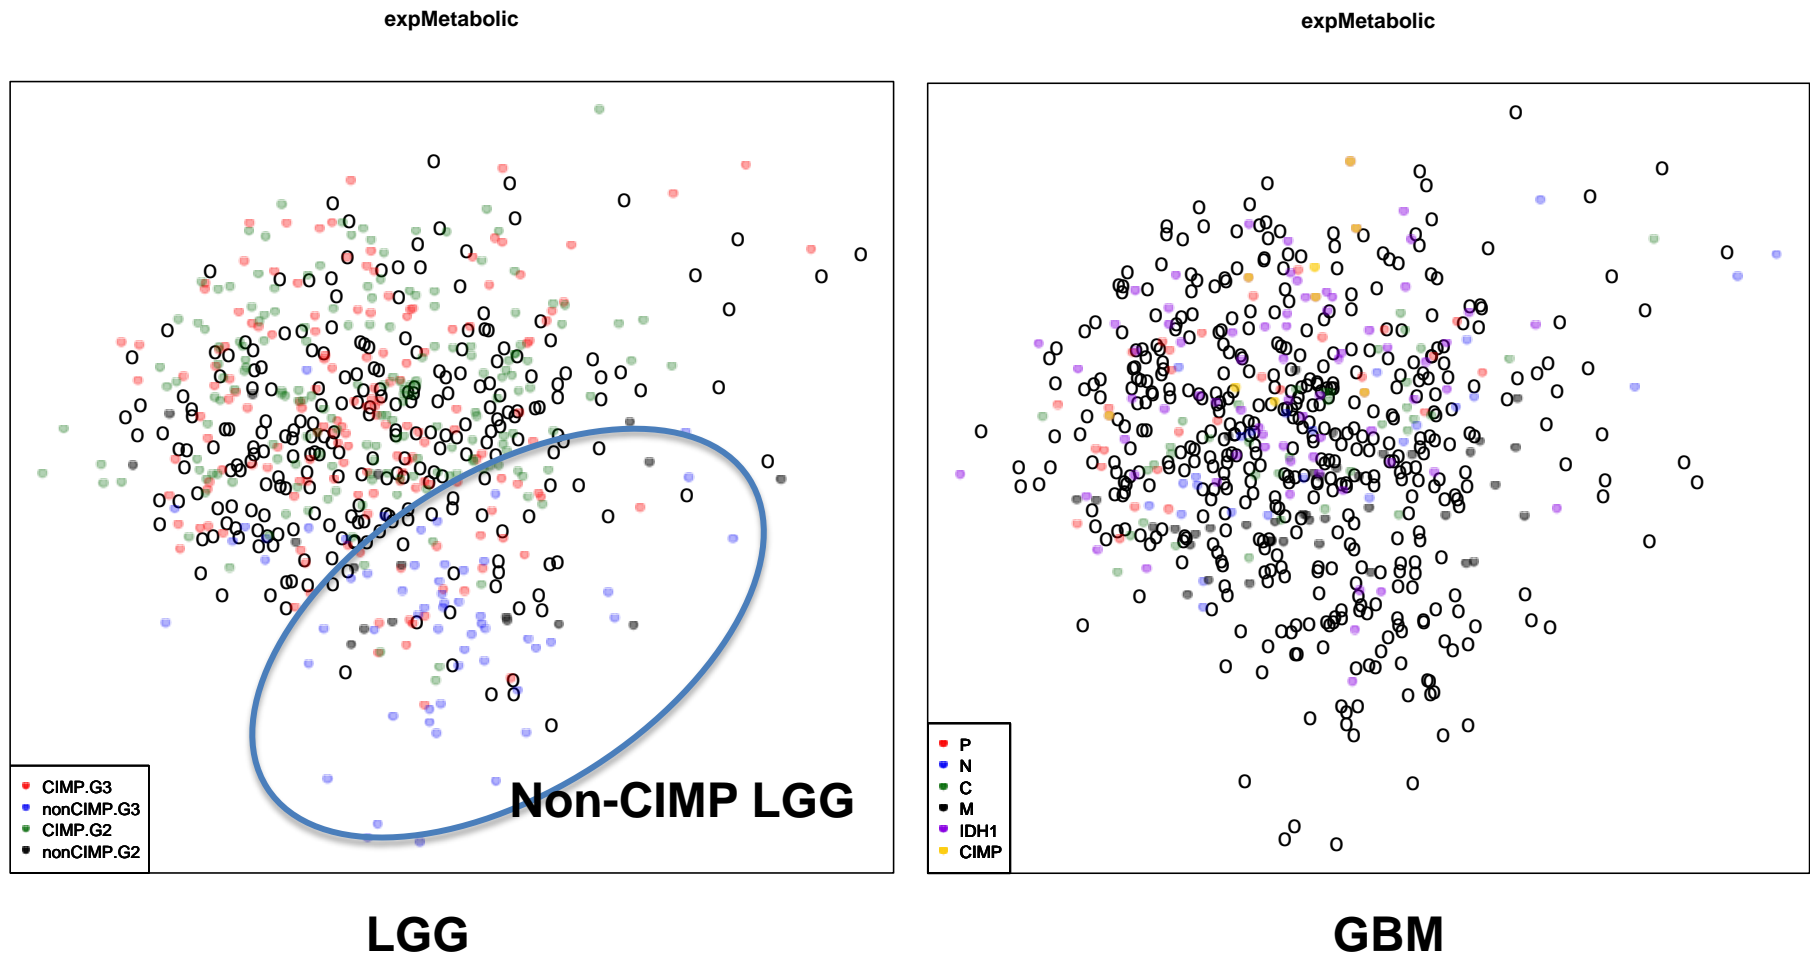 expMetabolic
CIMP.G3
nonCIMP.G3
CIMP.G2
nonCIMP.G2
Non-CIMP LGG
LGG
expMetabolic
P
N
C
M
IDH1
CIMP
GBM